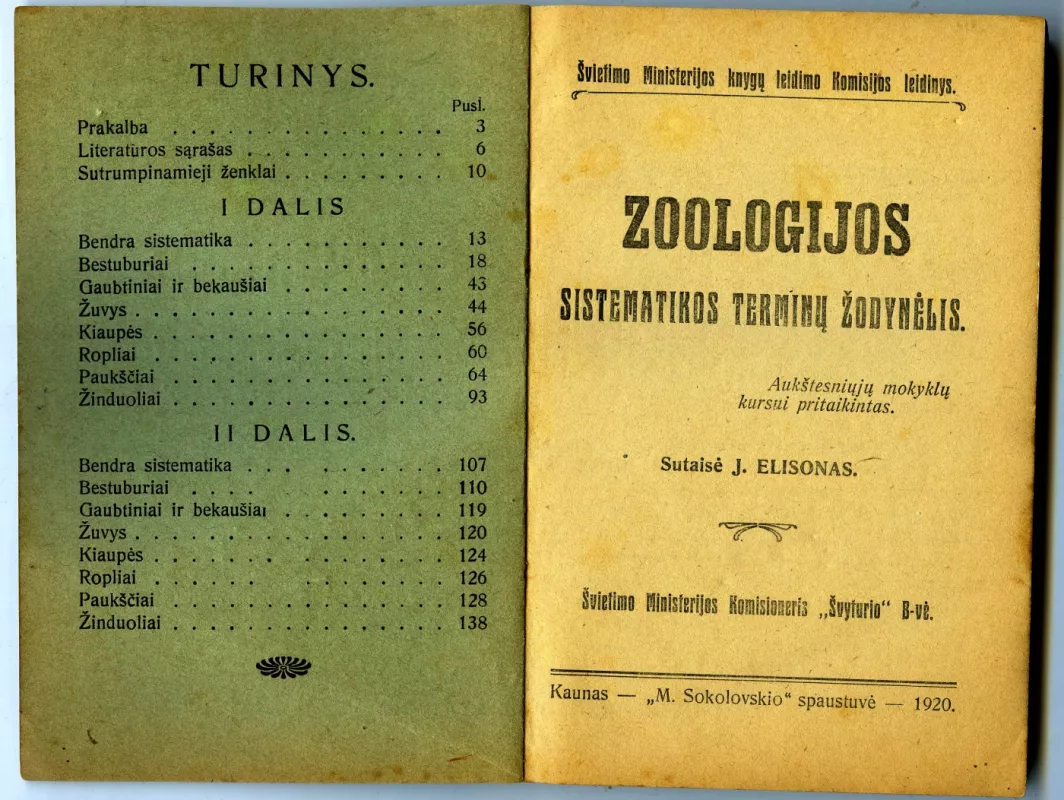 TURINYS.
Pusl.
Prakalba . . . . . . . . . . . . . . . 3
Literatūros sąrašas . . . . . . . . . . . 6
Sutrumpinamieji ženklai . . . . . . . . . 10
I DALIS
Bendra sistematika . . . . . . . . . . . 13
Bestuburiai . . . . . . . . . . . . . . 18
Gaubtiniai ir bekaušiai . . . . . . . . . 43
Žuvys . . . . . . . . . . . . . . . . . 44
Kiaupės . . . . . . . . . . . . . . . . 56
Ropliai . . . . . . . . . . . . . . . . 60
Paukščiai . . . . . . . . . . . . . . . 64
Žinduoliai . . . . . . . . . . . . . . . 93
II DALIS.
Bendra sistematika . . . . . . . . . . 107
Bestuburiai . . . . . . . . . . . 110
Gaubtiniai ir bekaušiai . . . . . . . . . 119
Žuvys . . . . . . . . . . . . . . . . . 120
Kiaupės . . . . . . . . . . . . . . 124
Ropliai . . . . . . . . . . . . . 126
Paukščiai . . . . . . . . . . . . . . . 128
Žinduoliai . . . . . . . . . . . . . . . 138
Švietimo Ministerijos knygų leidimo Komisijos leidinys.
ZOOLOGIJOS
SISTEMATIKOS TERMINŲ ŽODYNĖLIS.
Aukštesniųjų mokyklų
kursui pritaikintas.
Sutaisė J. ELISONAS.
Švietimo Ministerijos Komisioneris „Švyturio“ B-vė.
Kaunas — „M. Sokolovskio“ spaustuvė — 1920.